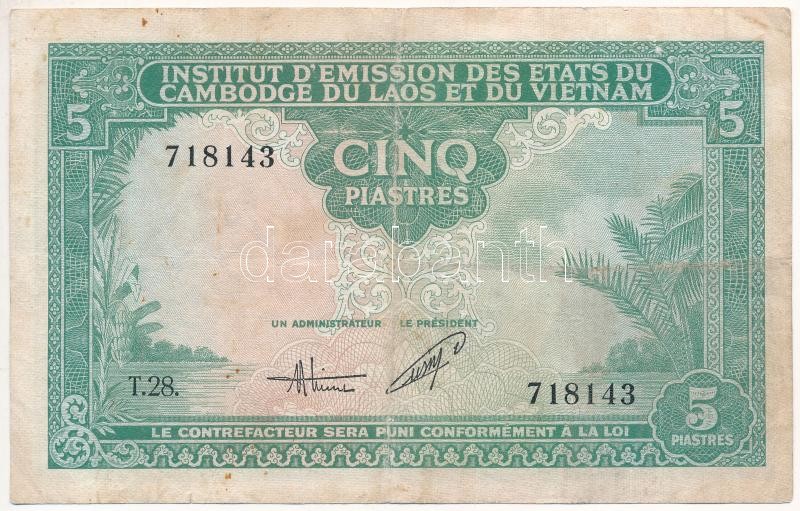 INSTITUT D'EMISSION DES ETATS DU
CAMBODGE DU LAOS ET DU VIETNAM
5
5
718143
CINQ
PIASTRES
darabanth
UN ADMINISTRATEUR LE PRÉSIDENT
T.28.
718143
5
PIASTRES
LE CONTREFACTEUR SERA PUNI CONFORMÉMENT À LA LOI